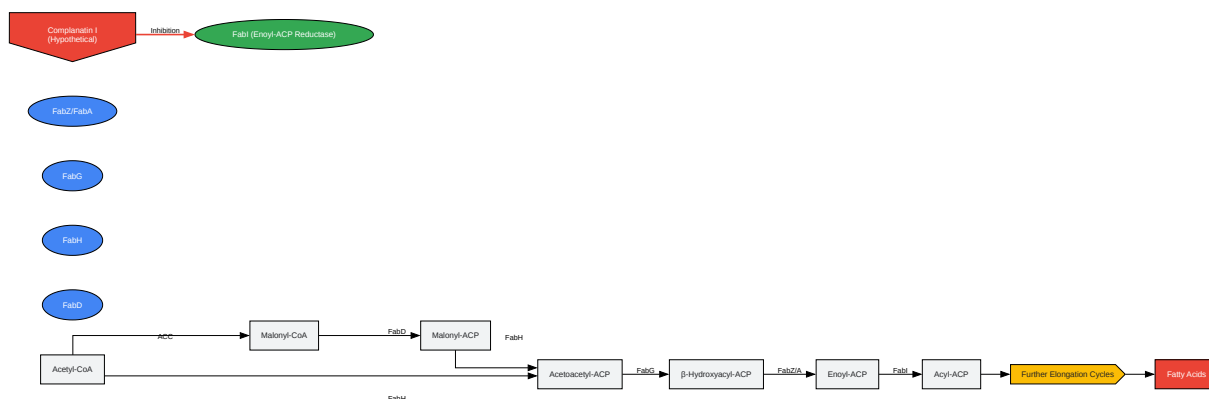 Complanatin I
(Hypothetical)
Inhibition
FabI (Enoyl-ACP Reductase)
FabZ/FabA
FabG
FabH
FabD
ACC
Malonyl-CoA
FabD
Malonyl-ACP
FabH
Acetyl-CoA
Acetoacetyl-ACP
FabG
β-Hydroxyacyl-ACP
FabZ/A
Enoyl-ACP
FabI
Acyl-ACP
Further Elongation Cycles
Fatty Acids
FabH